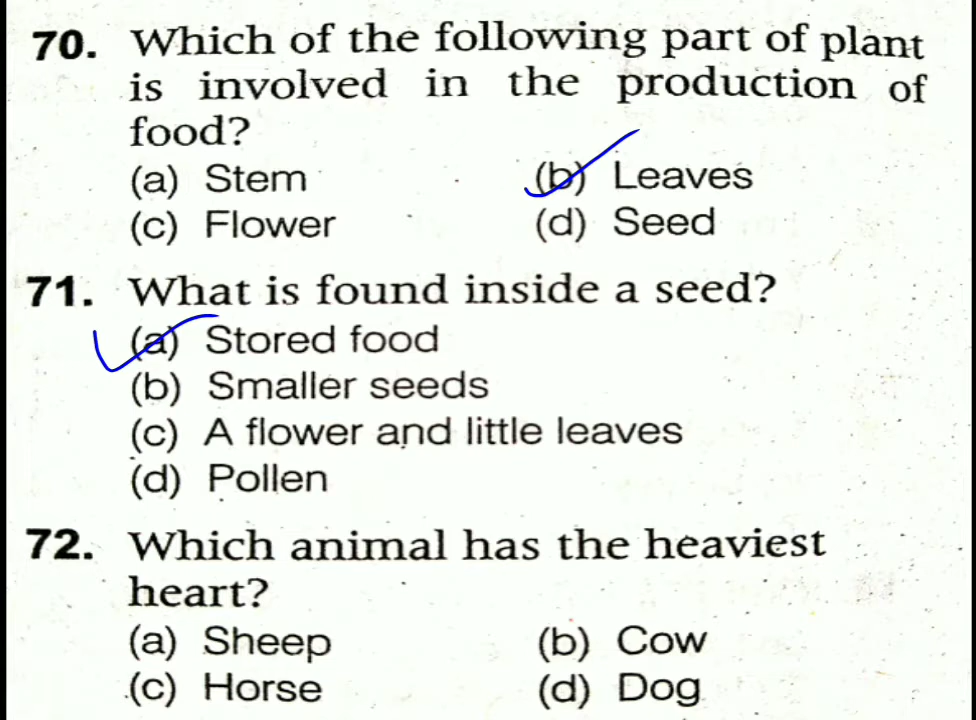 70. Which of the following part of plant
is involved in the production of
food?
(a) Stem (b) Leaves
(c) Flower (d) Seed
71. What is found inside a seed?
(a) Stored food
(b) Smaller seeds
(c) A flower and little leaves
(d) Pollen
72. Which animal has the heaviest
heart?
(a) Sheep (b) Cow
(c) Horse (d) Dog